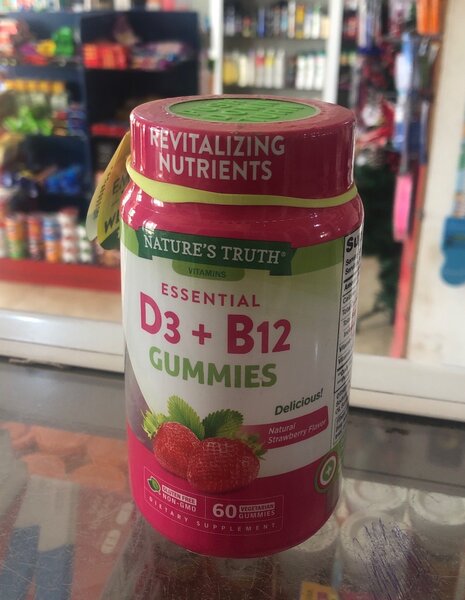 REVITALIZING
NUTRIENTS
NATURE'S TRUTH®
VITAMINS
ESSENTIAL
D3 + B12
GUMMIES
Delicious!
Natural
Strawberry Flavor
GLUTEN FREE
NON-GMO
60 VEGETARIAN
GUMMIES
DIETARY SUPPLEMENT